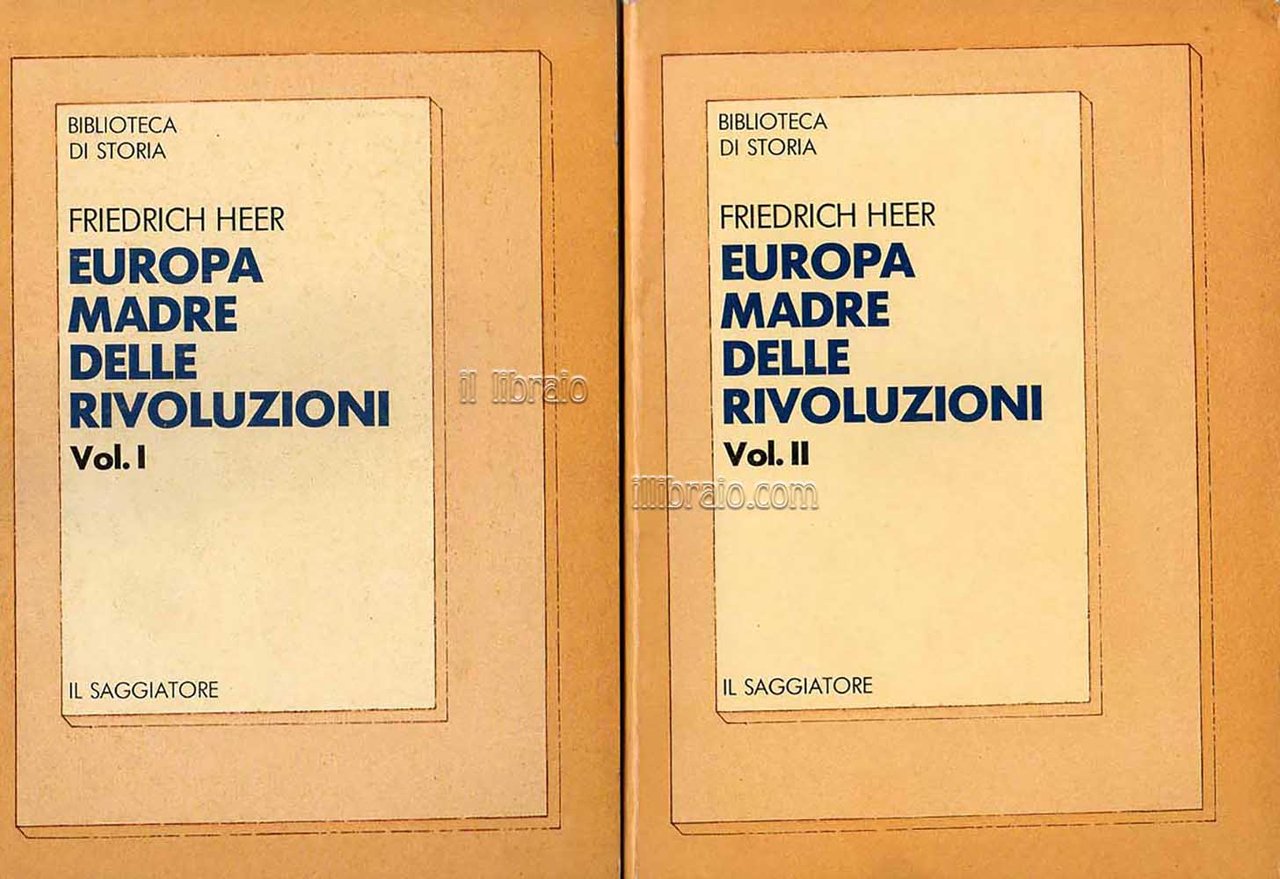 BIBLIOTECA
DI STORIA
FRIEDRICH HEER
EUROPA
MADRE
DELLE
RIVOLUZIONI
Vol. I
IL SAGGIATORE
il libraio
BIBLIOTECA
DI STORIA
FRIEDRICH HEER
EUROPA
MADRE
DELLE
RIVOLUZIONI
Vol. II
illibraio.com
IL SAGGIATORE